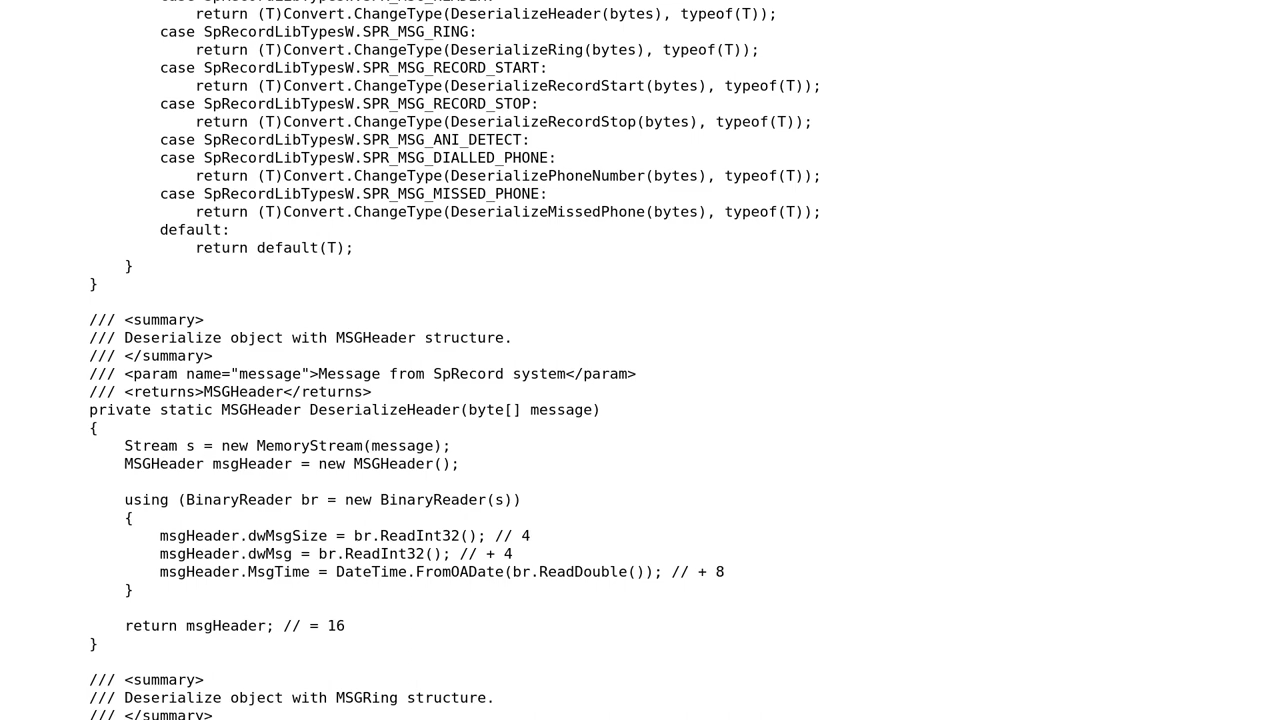 return (T)Convert.ChangeType(DeserializeHeader(bytes), typeof(T));
case SpRecordLibTypesW.SPR_MSG_RING:
return (T)Convert.ChangeType(DeserializeRing(bytes), typeof(T));
case SpRecordLibTypesW.SPR_MSG_RECORD_START:
return (T)Convert.ChangeType(DeserializeRecordStart(bytes), typeof(T));
case SpRecordLibTypesW.SPR_MSG_RECORD_STOP:
return (T)Convert.ChangeType(DeserializeRecordStop(bytes), typeof(T));
case SpRecordLibTypesW.SPR_MSG_ANI_DETECT:
case SpRecordLibTypesW.SPR_MSG_DIALLED_PHONE:
return (T)Convert.ChangeType(DeserializePhoneNumber(bytes), typeof(T));
case SpRecordLibTypesW.SPR_MSG_MISSED_PHONE:
return (T)Convert.ChangeType(DeserializeMissedPhone(bytes), typeof(T));
default:
return default(T);
}
}
/// <summary>
/// Deserialize object with MSGHeader structure.
/// </summary>
/// <param name="message">Message from SpRecord system</param>
/// <returns>MSGHeader</returns>
private static MSGHeader DeserializeHeader(byte[] message)
{
Stream s = new MemoryStream(message);
MSGHeader msgHeader = new MSGHeader();
using (BinaryReader br = new BinaryReader(s))
{
msgHeader.dwMsgSize = br.ReadInt32(); // 4
msgHeader.dwMsg = br.ReadInt32(); // + 4
msgHeader.MsgTime = DateTime.FromOADate(br.ReadDouble()); // + 8
}
return msgHeader; // = 16
}
/// <summary>
/// Deserialize object with MSGRing structure.
/// </summary>